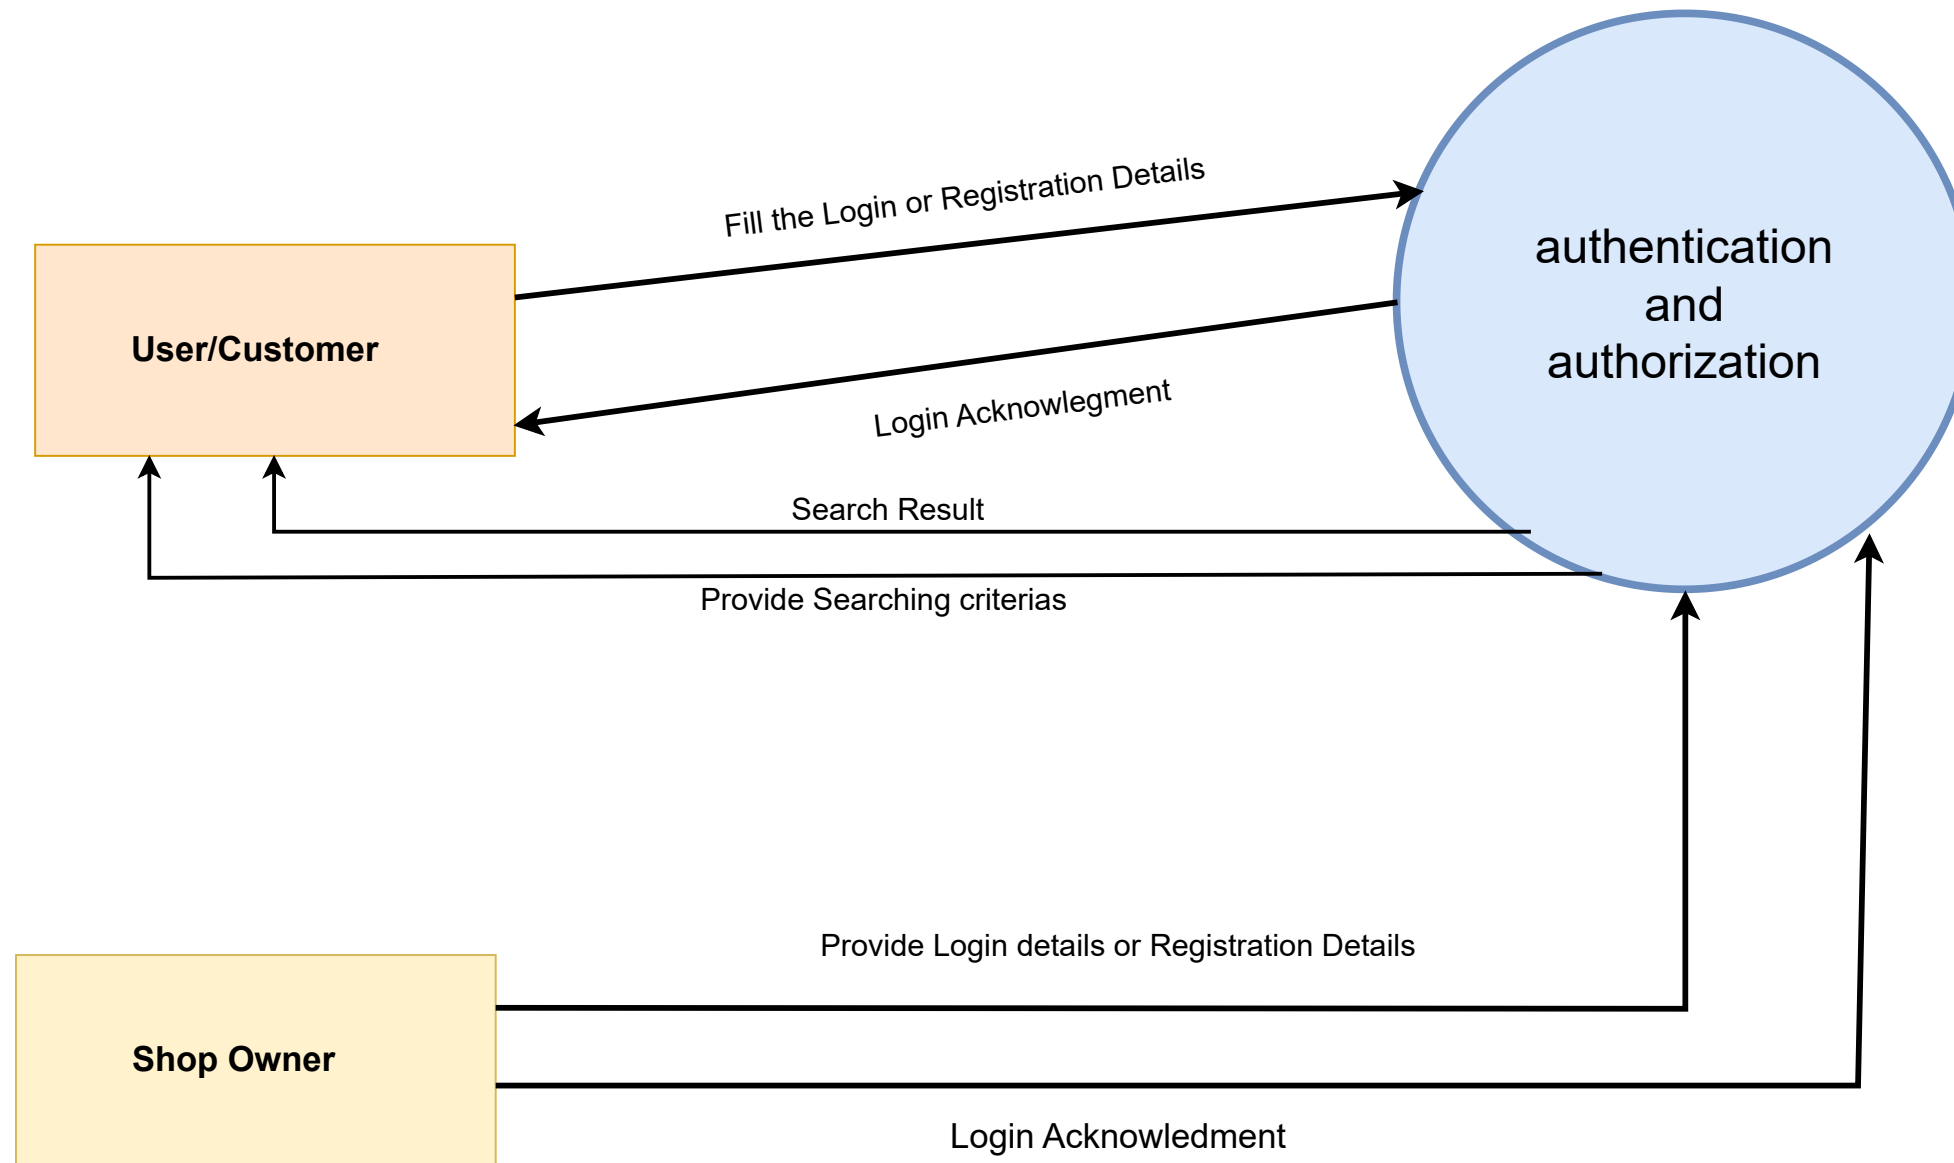 Fill the Login or Registration Details
authentication
and
authorization
User/Customer
Login Acknowlegment
Search Result
Provide Searching criterias
Provide Login details or Registration Details
Shop Owner
Login Acknowledment